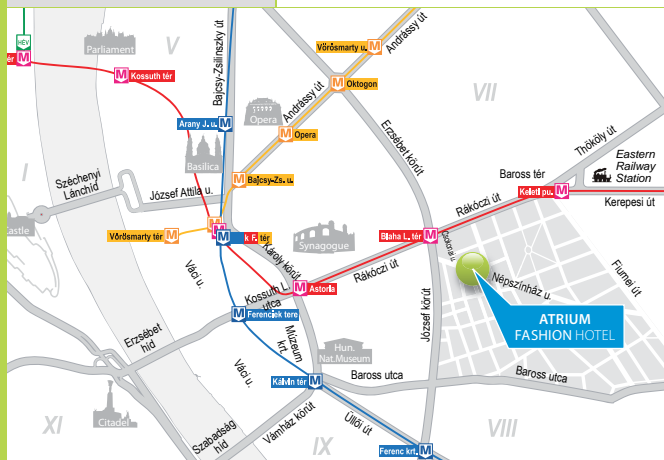 HÉV
M
ér
Parliament
V
M Kossuth tér
Bajcsy-Zsilinszky út
Vörösmarty u. M
Andrássy út
M Oktogon
VII
Andrássy út
Opera
Arany J. u. M
M Opera
Basilica
Erzsébet körút
Thököly út
Eastern
Railway
Station
Baross tér
Keleti pu. M
Kerepesi út
I
Széchenyi
Lánchíd
József Attila u.
M Bajcsy-Zs. u.
Castle
Vörösmarty tér M
M
M
M k F. tér
Synagogue
Blaha L. tér M
Rákóczi út
Csokonai u.
Károly körút
Váci u.
Rákóczi út
Népszínház u.
Fiumei út
Kossuth L.
utca
M Astoria
ATRIUM
FASHION HOTEL
M Ferenciek tere
József körút
Erzsébet
híd
Múzeum
krt.
Hun.
Nat.Museum
Váci u.
Baross utca
Baross utca
Kálvin tér M
XI
Citadel
Szabadság
híd
Vámház körút
IX
Üllői út
VIII
Ferenc krt. M